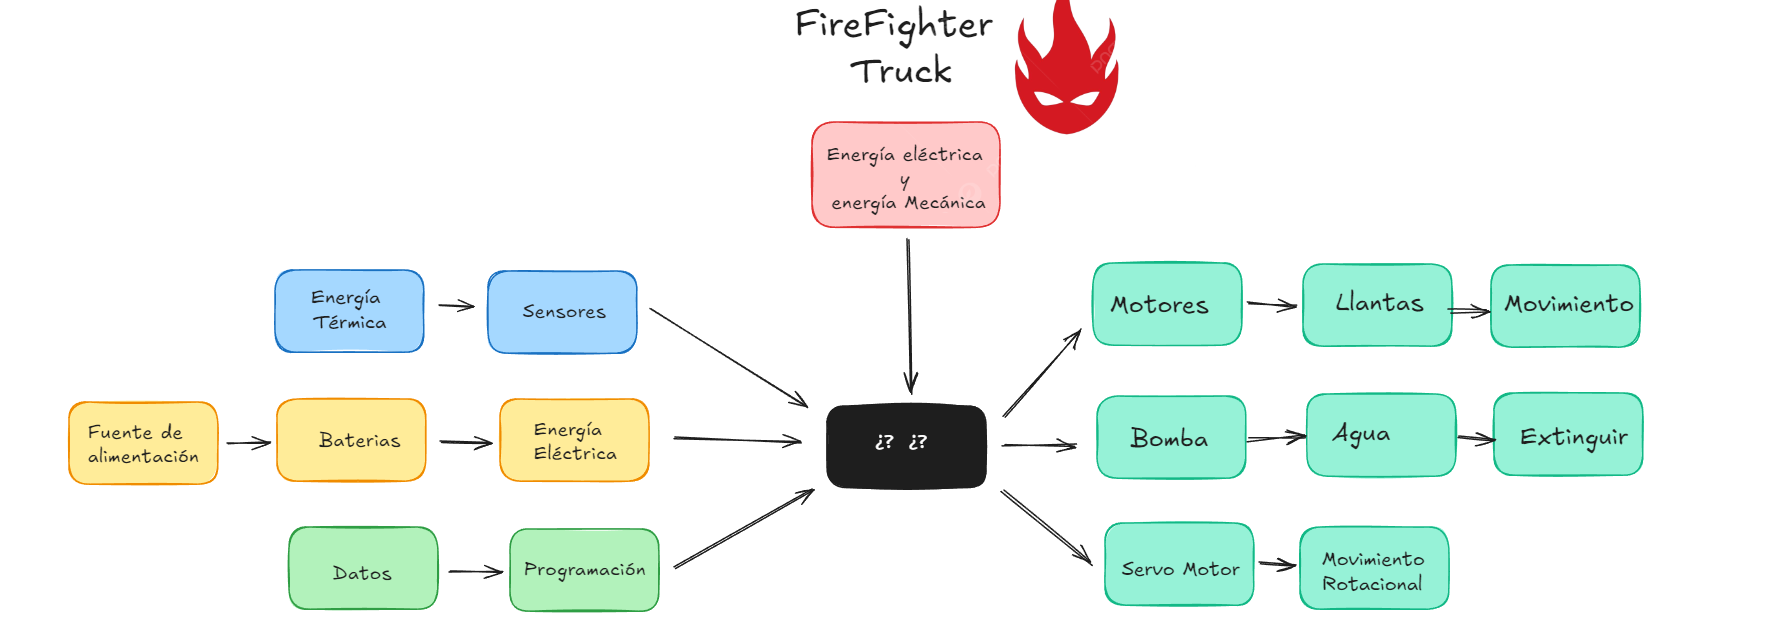 FireFighter
Truck
Energía eléctrica
y
energía Mecánica
Energía
Térmica
Sensores
Motores
Llantas
Movimiento
Fuente de
alimentación
Baterias
Energía
Eléctrica
¿? ¿?
Bomba
Agua
Extinguir
Datos
Programación
Servo Motor
Movimiento
Rotacional